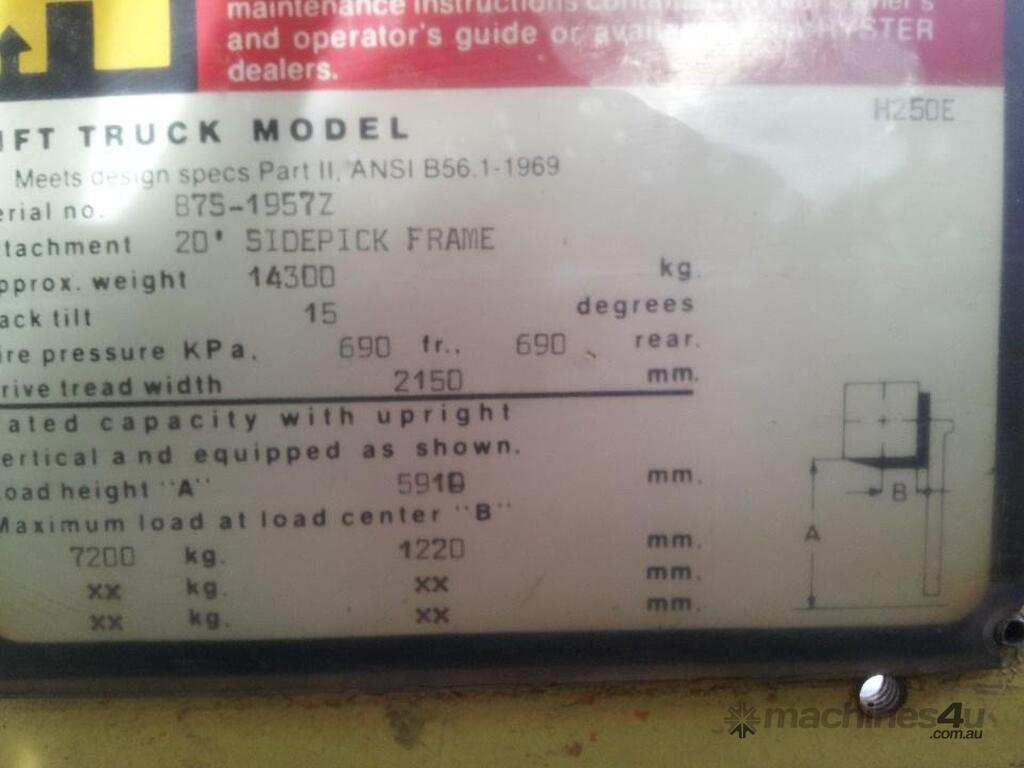 maintenance instructions
and operator's guide or HYSTER
dealers.
H250E
IFT TRUCK MODEL
Meets design specs Part II, ANSI B56.1-1969
erial no. B75-1957Z
ttachment 20' SIDEPICK FRAME
pprox. weight 14300 kg.
ack tilt 15 degrees
ire pressure KPa. 690 fr., 690 rear.
rive tread width 2150 mm.
ated capacity with upright
ertical and equipped as shown.
oad height "A" 5910 mm.
Maximum load at load center "B"
7200 kg. 1220 mm.
xx kg. xx mm.
xx kg. xx mm.
B
A
machines4u
.com.au